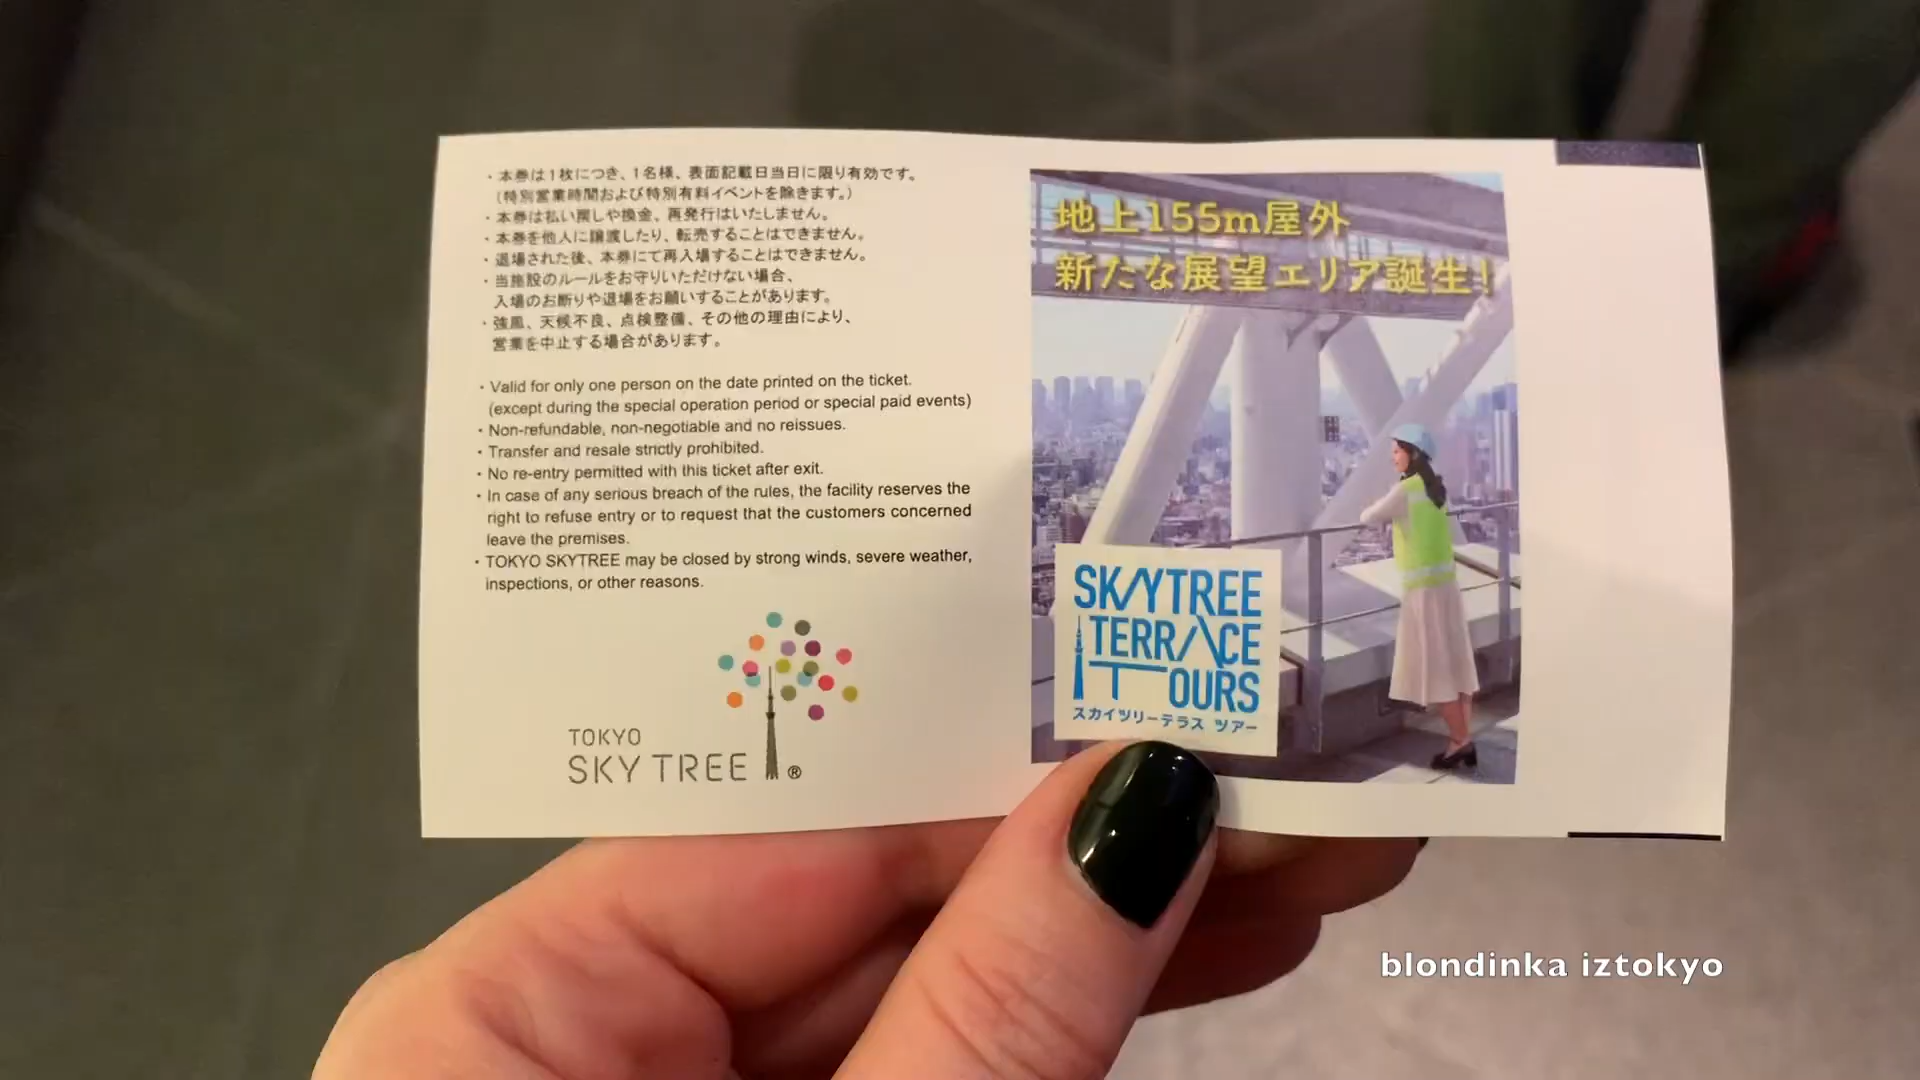 ・本券は1枚につき、1名様、表面記載日当日に限り有効です。
（特別営業時間および特別有料イベントを除きます。）
・本券は払い戻しや換金、再発行はいたしません。
・本券を他人に譲渡したり、転売することはできません。
・退場された後、本券にて再入場することはできません。
・当施設のルールをお守りいただけない場合、
入場のお断りや退場をお願いすることがあります。
・強風、天候不良、点検整備、その他の理由により、
営業を中止する場合があります。
・Valid for only one person on the date printed on the ticket.
(except during the special operation period or special paid events)
・Non-refundable, non-negotiable and no reissues.
・Transfer and resale strictly prohibited.
・No re-entry permitted with this ticket after exit.
・In case of any serious breach of the rules, the facility reserves the
right to refuse entry or to request that the customers concerned
leave the premises.
・TOKYO SKYTREE may be closed by strong winds, severe weather,
inspections, or other reasons.
TOKYO
SKYTREE ®
地上155m屋外
新たな展望エリア誕生！
SKYTREE
TERRACE
TOURS
スカイツリーテラス ツアー
blondinka iztokyo